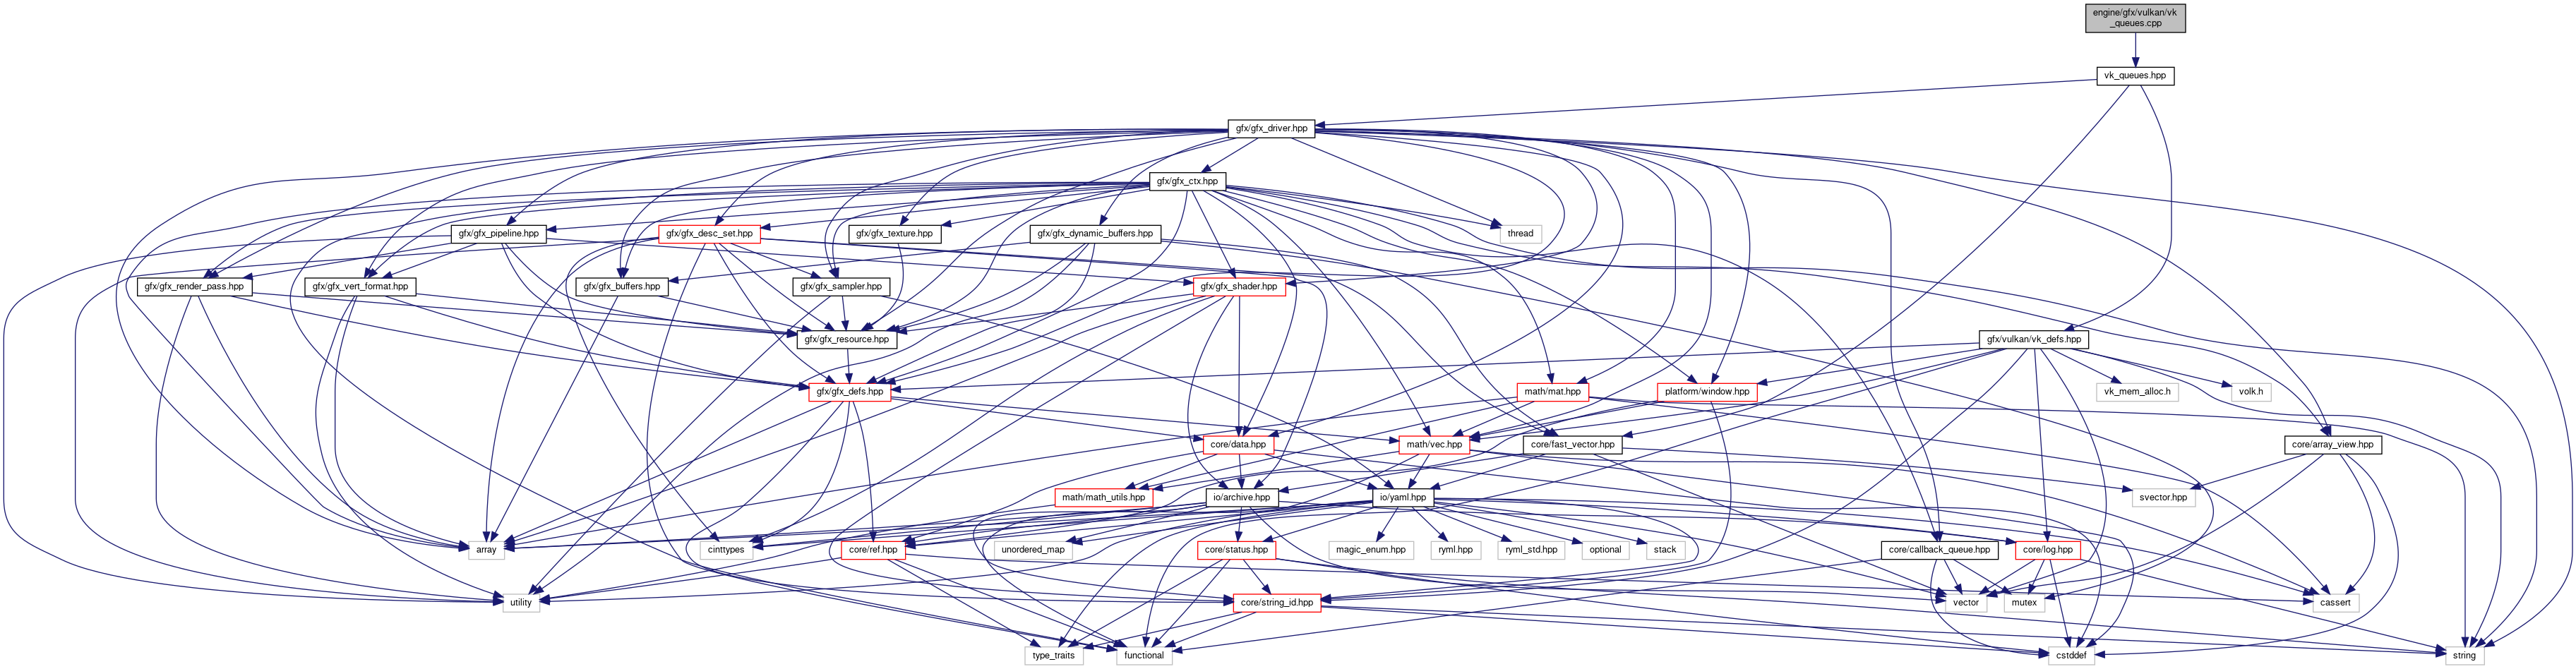 engine/gfx/vulkan/vk
_queues.cpp
vk_queues.hpp
gfx/gfx_driver.hpp
gfx/gfx_ctx.hpp
gfx/gfx_pipeline.hpp
gfx/gfx_desc_set.hpp
gfx/gfx_texture.hpp
gfx/gfx_dynamic_buffers.hpp
thread
gfx/gfx_render_pass.hpp
gfx/gfx_vert_format.hpp
gfx/gfx_buffers.hpp
gfx/gfx_sampler.hpp
gfx/gfx_shader.hpp
gfx/gfx_resource.hpp
gfx/vulkan/vk_defs.hpp
gfx/gfx_defs.hpp
math/mat.hpp
platform/window.hpp
vk_mem_alloc.h
volk.h
core/data.hpp
math/vec.hpp
core/fast_vector.hpp
core/array_view.hpp
math/math_utils.hpp
io/archive.hpp
io/yaml.hpp
svector.hpp
array
cinttypes
core/ref.hpp
unordered_map
core/status.hpp
magic_enum.hpp
ryml.hpp
ryml_std.hpp
optional
stack
core/callback_queue.hpp
core/log.hpp
utility
core/string_id.hpp
vector
mutex
cassert
type_traits
functional
cstddef
string